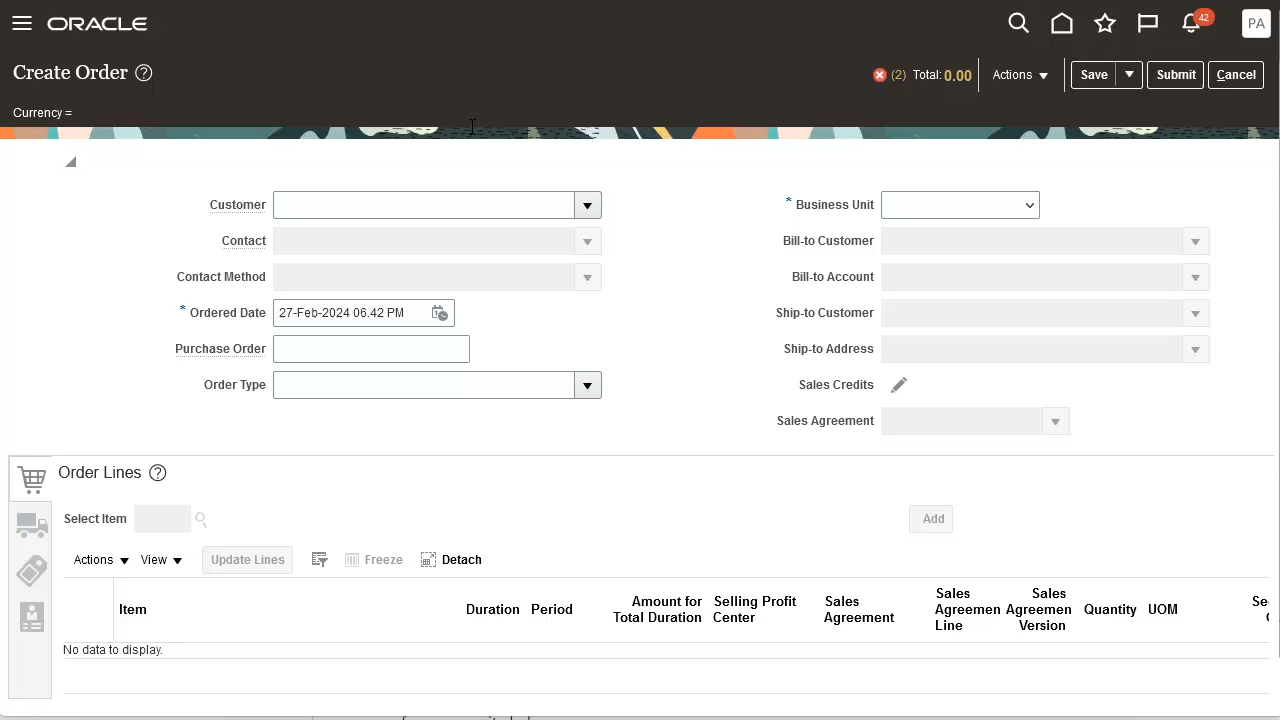 ORACLE
42
PA
Create Order
(2) Total: 0.00
Actions
Save
Submit
Cancel
Currency =
Customer
* Business Unit
Contact
Bill-to Customer
Contact Method
Bill-to Account
* Ordered Date 27-Feb-2024 06.42 PM
Ship-to Customer
Purchase Order
Ship-to Address
Order Type
Sales Credits
Sales Agreement
Order Lines
Select Item
Add
Actions View Update Lines Freeze Detach
Item
Duration
Period
Amount for
Total Duration
Selling Profit
Center
Sales
Agreement
Sales
Agreemen
Line
Sales
Agreemen
Version
Quantity
UOM
No data to display.